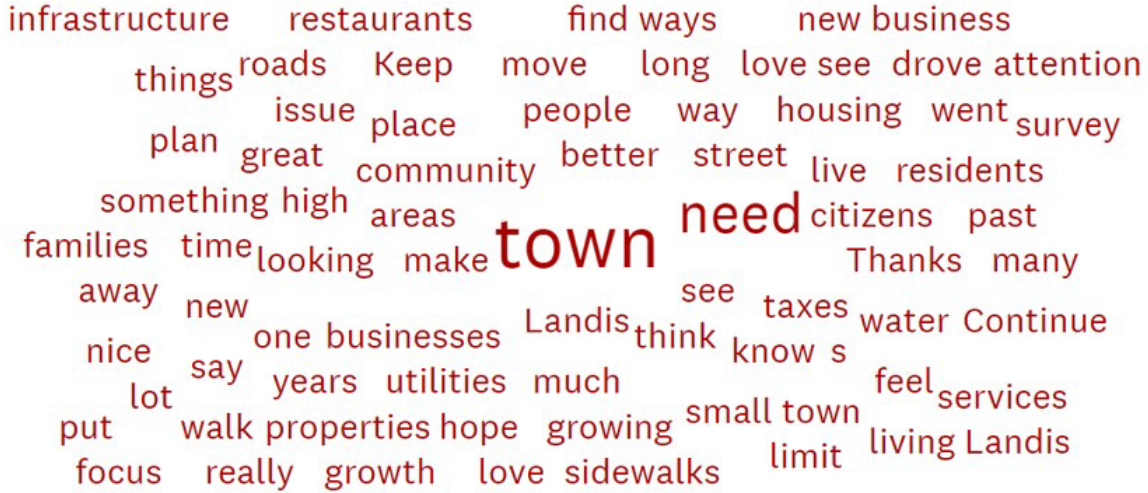 infrastructure restaurants find ways new business
things roads Keep move long love see drove attention
issue place people way housing went survey
plan great community better street live residents
something high areas town need citizens past
families time looking make Thanks many
away new see taxes
one businesses Landis think know s water Continue
nice say years utilities much feel services
lot
put walk properties hope growing small town limit living Landis
focus really growth love sidewalks